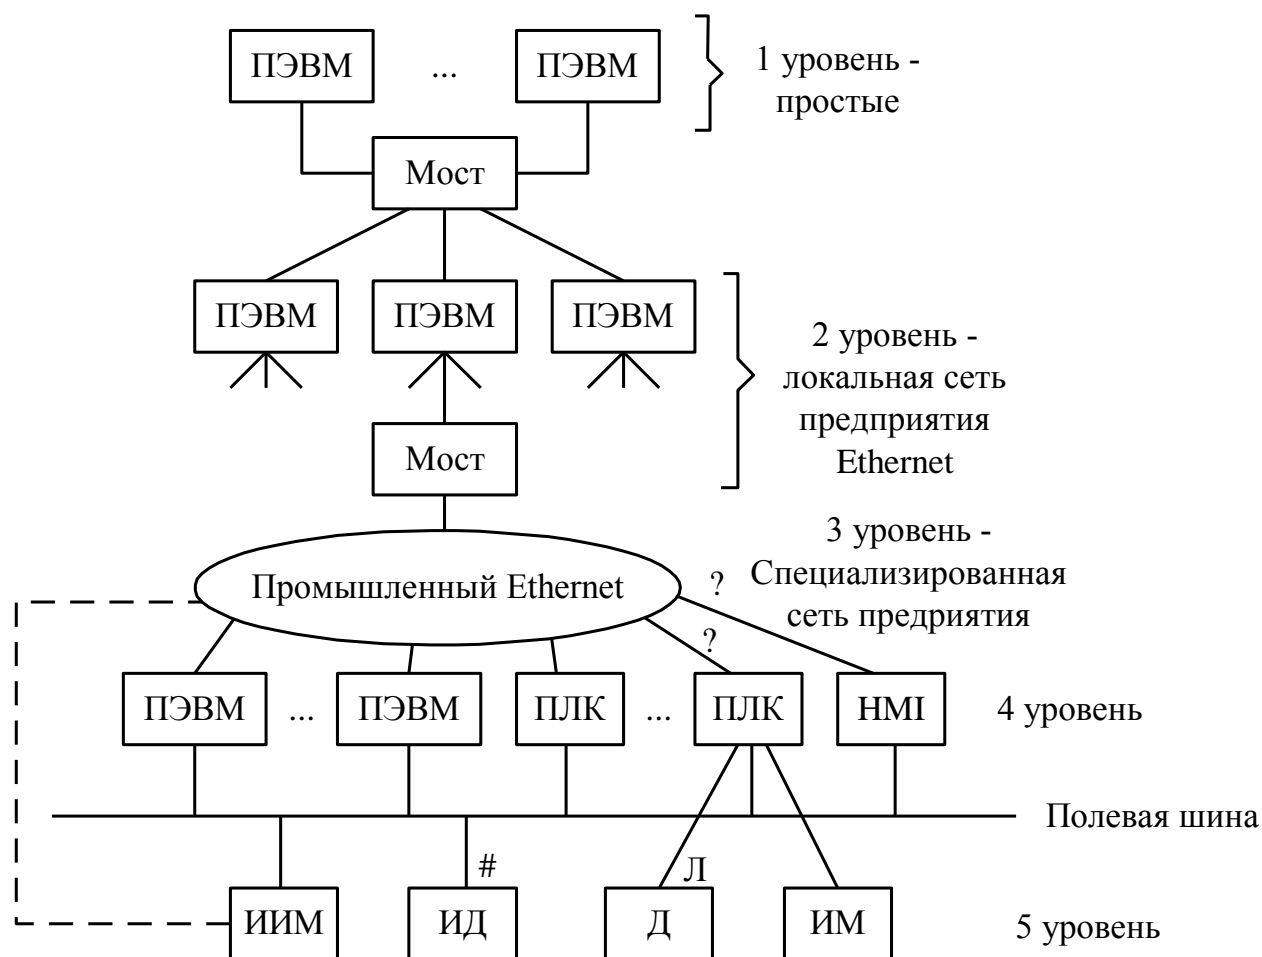 ПЭВМ ... ПЭВМ
1 уровень -
простые
Мост
ПЭВМ ПЭВМ ПЭВМ
2 уровень -
локальная сеть
предприятия
Ethernet
Мост
3 уровень -
Специализированная
сеть предриятия
Промышленный Ethernet
?
?
ПЭВМ ... ПЭВМ ПЛК ... ПЛК HMI
4 уровень
Полевая шина
#
Л
ИИМ ИД Д ИМ
5 уровень